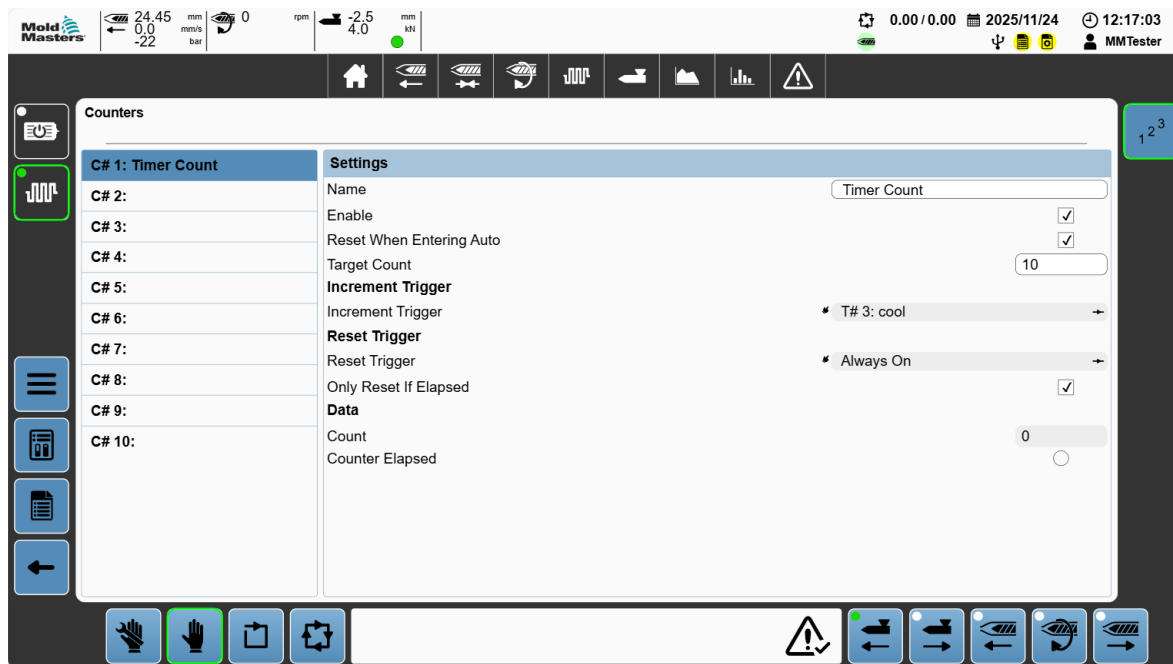 Mold
Masters
24.45 mm
0.0 mm/s
-22 bar
0 rpm
-2.5 mm
4.0 kN
0.00 / 0.00
2025/11/24
12:17:03
MMTester
Counters
1 2 3
C# 1: Timer Count
C# 2:
C# 3:
C# 4:
C# 5:
C# 6:
C# 7:
C# 8:
C# 9:
C# 10:
Settings
Name Timer Count
Enable
Reset When Entering Auto
Target Count 10
Increment Trigger
Increment Trigger T# 3: cool
Reset Trigger
Reset Trigger Always On
Only Reset If Elapsed
Data
Count 0
Counter Elapsed